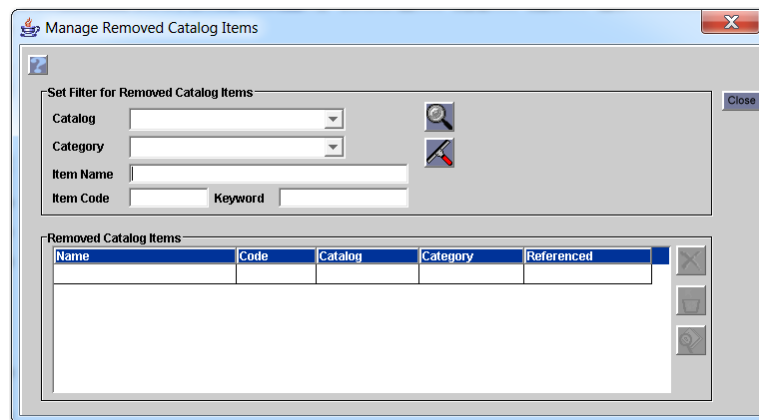 Manage Removed Catalog Items
X
?
Set Filter for Removed Catalog Items
Close
Catalog
Category
Item Name
Item Code Keyword
Removed Catalog Items
Name Code Catalog Category Referenced